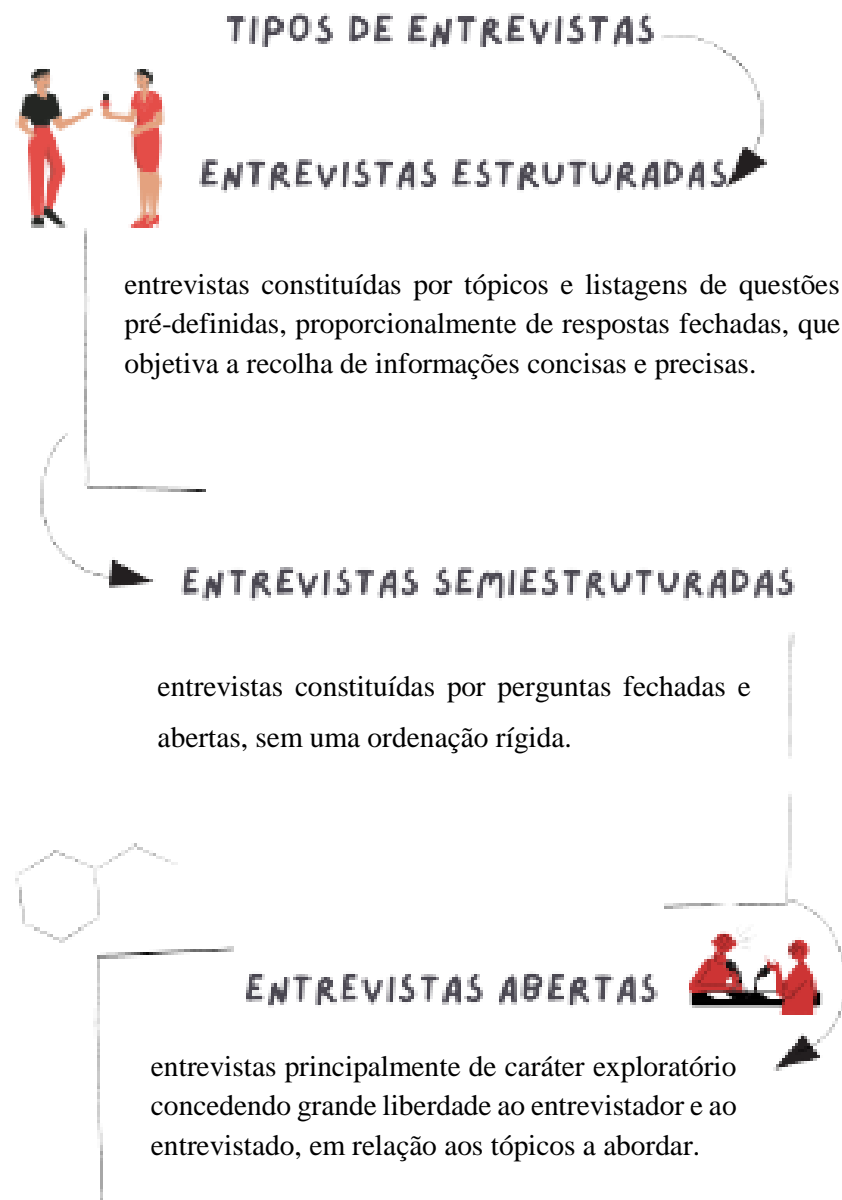 TIPOS DE ENTREVISTAS
ENTREVISTAS ESTRUTURADAS
entrevistas constituídas por tópicos e listagens de questões
pré-definidas, proporcionalmente de respostas fechadas, que
objetiva a recolha de informações concisas e precisas.
ENTREVISTAS SEMIESTRUTURADAS
entrevistas constituídas por perguntas fechadas e
abertas, sem uma ordenação rígida.
ENTREVISTAS ABERTAS
entrevistas principalmente de caráter exploratório
concedendo grande liberdade ao entrevistador e ao
entrevistado, em relação aos tópicos a abordar.